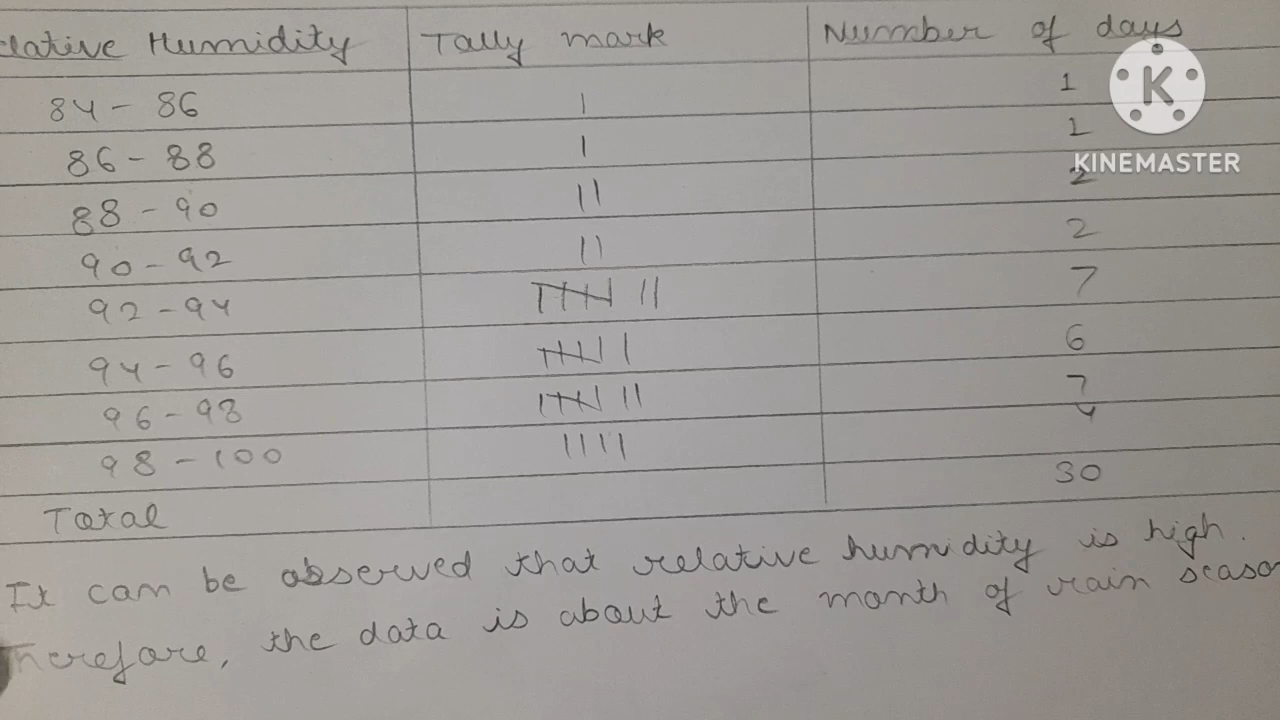 elative Humidity Tally mark Number of days
84 - 86 | 1
86 - 88 | 1
88 - 90 || 2
90 - 92 || 2
92 - 94 |||| || 7
94 - 96 |||| | 6
96 - 98 |||| || 7
98 - 100 |||| 4
Total 30
It can be observed that relative humidity is high.
Therefore, the data is about the month of rain seaso
K
KINEMASTER